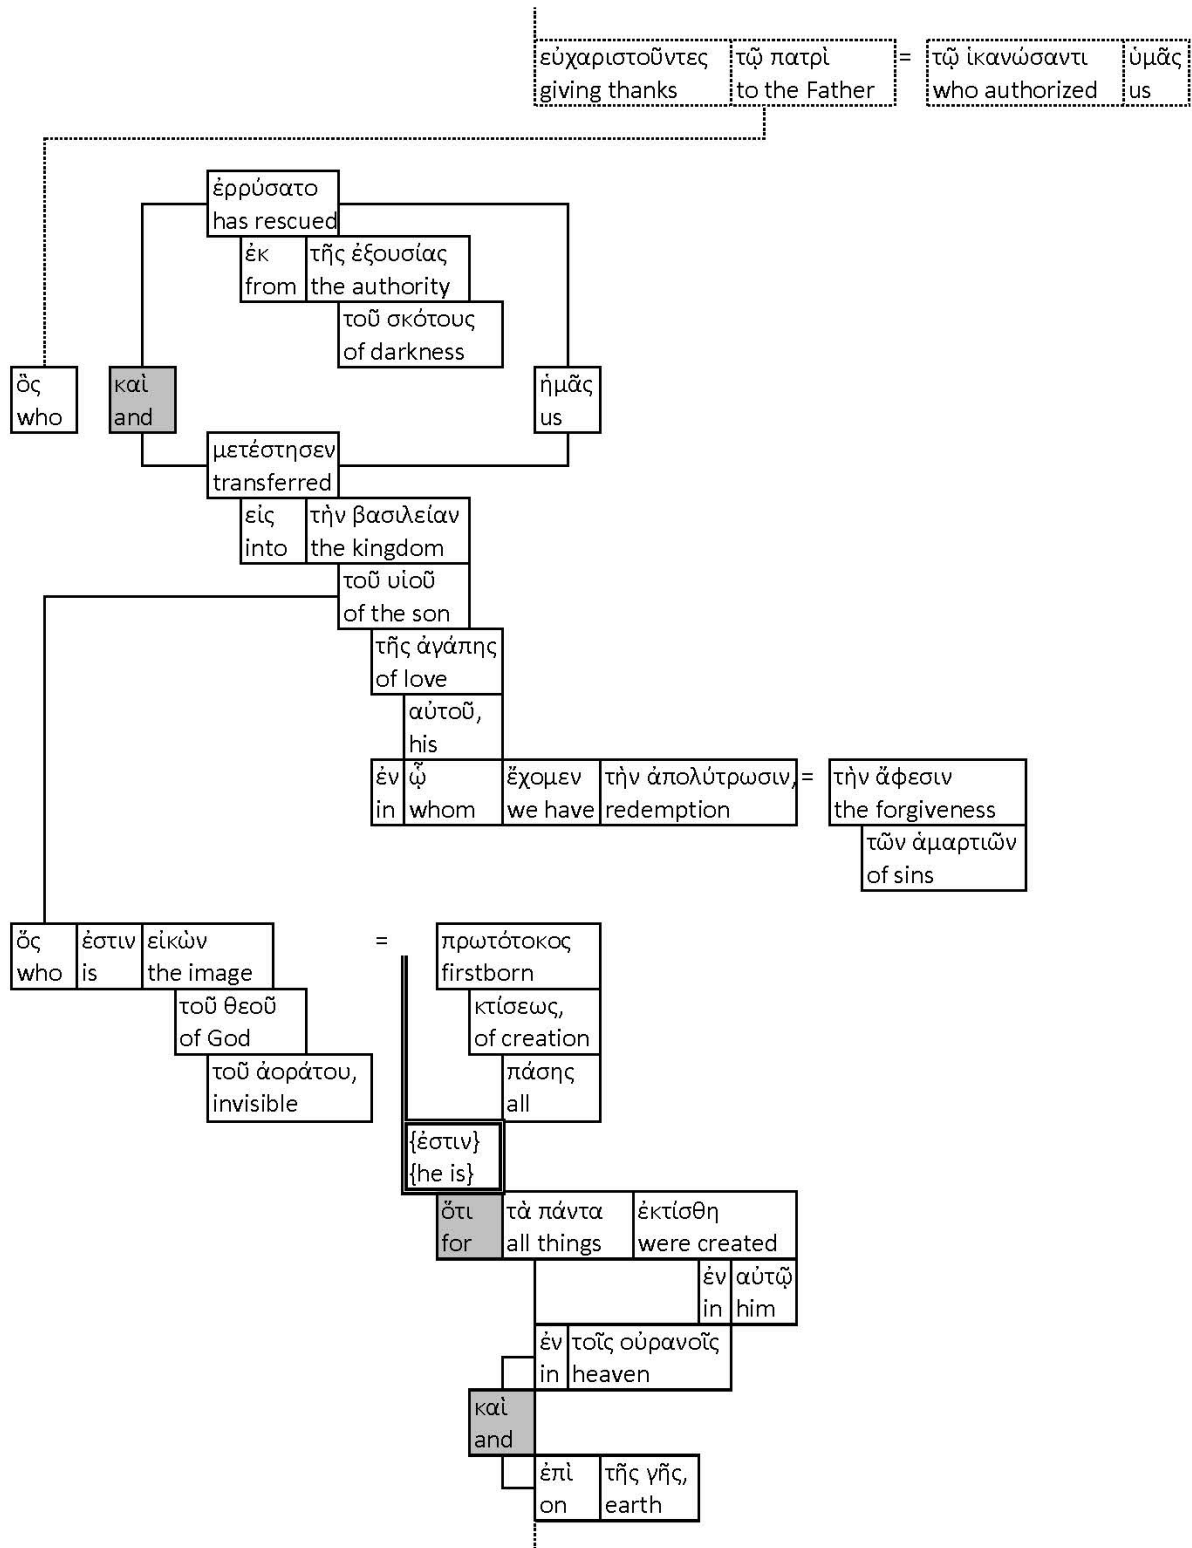 εὐχαριστοῦντες τῷ πατρὶ = τῷ ἱκανώσαντι ὑμᾶς
giving thanks to the Father who authorized us
ἐρρύσατο
has rescued
ἐκ τῆς ἐξουσίας
from the authority
τοῦ σκότους
of darkness
ὃς καὶ ἡμᾶς
who and us
μετέστησεν
transferred
εἰς τὴν βασιλείαν
into the kingdom
τοῦ υἱοῦ
of the son
τῆς ἀγάπης
of love
αὐτοῦ,
his
ἐν ᾧ ἔχομεν τὴν ἀπολύτρωσιν, = τὴν ἄφεσιν
in whom we have redemption the forgiveness
τῶν ἁμαρτιῶν
of sins
ὅς ἐστιν εἰκὼν = πρωτότοκος
who is the image firstborn
τοῦ θεοῦ κτίσεως,
of God of creation
τοῦ ἀοράτου, πάσης
invisible all
{ἐστιν}
{he is}
ὅτι τὰ πάντα ἐκτίσθη
for all things were created
ἐν αὐτῷ
in him
ἐν τοῖς οὐρανοῖς
in heaven
καὶ
and
ἐπὶ τῆς γῆς,
on earth